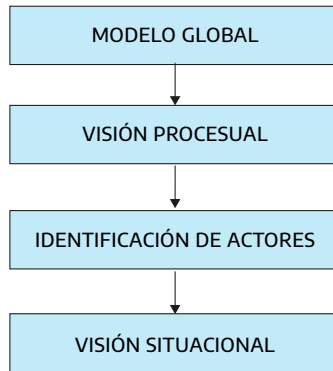 MODELO GLOBAL
VISIÓN PROCESUAL
IDENTIFICACIÓN DE ACTORES
VISIÓN SITUACIONAL